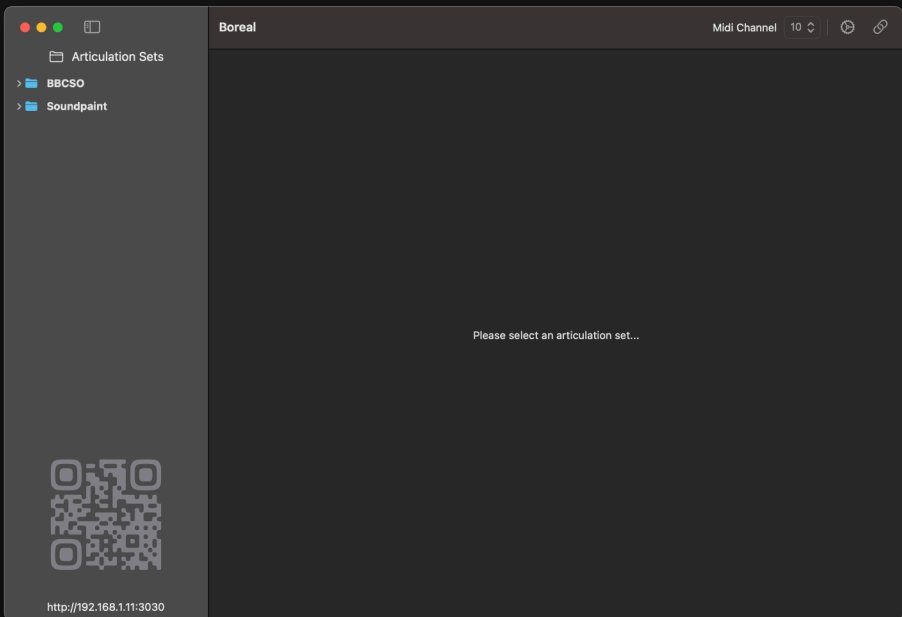 Boreal
Midi Channel 10
Articulation Sets
BBCSO
Soundpaint
Please select an articulation set...
http://192.168.1.11:3030